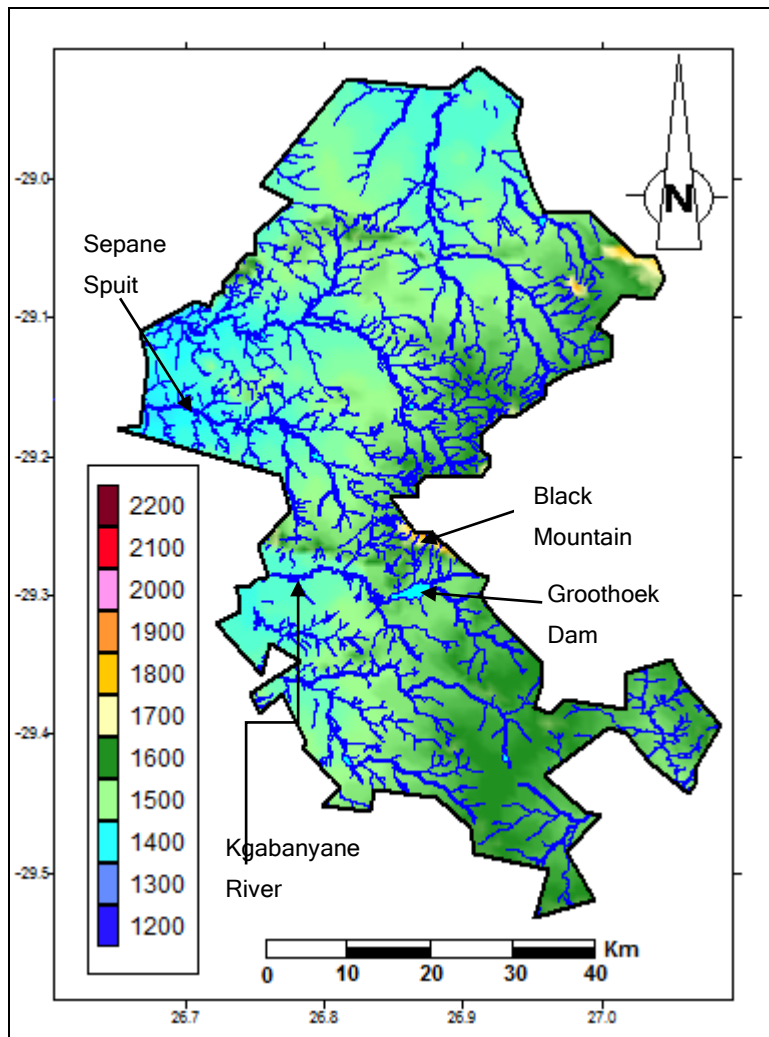 N
-29.0
Sepane
Spuit
-29.1
-29.2
2200
2100
2000
1900
1800
1700
1600
1500
1400
1300
1200
Black
Mountain
-29.3
Groothoek
Dam
-29.4
Kgabanyane
River
-29.5
Km
0 10 20 30 40
26.7 26.8 26.9 27.0